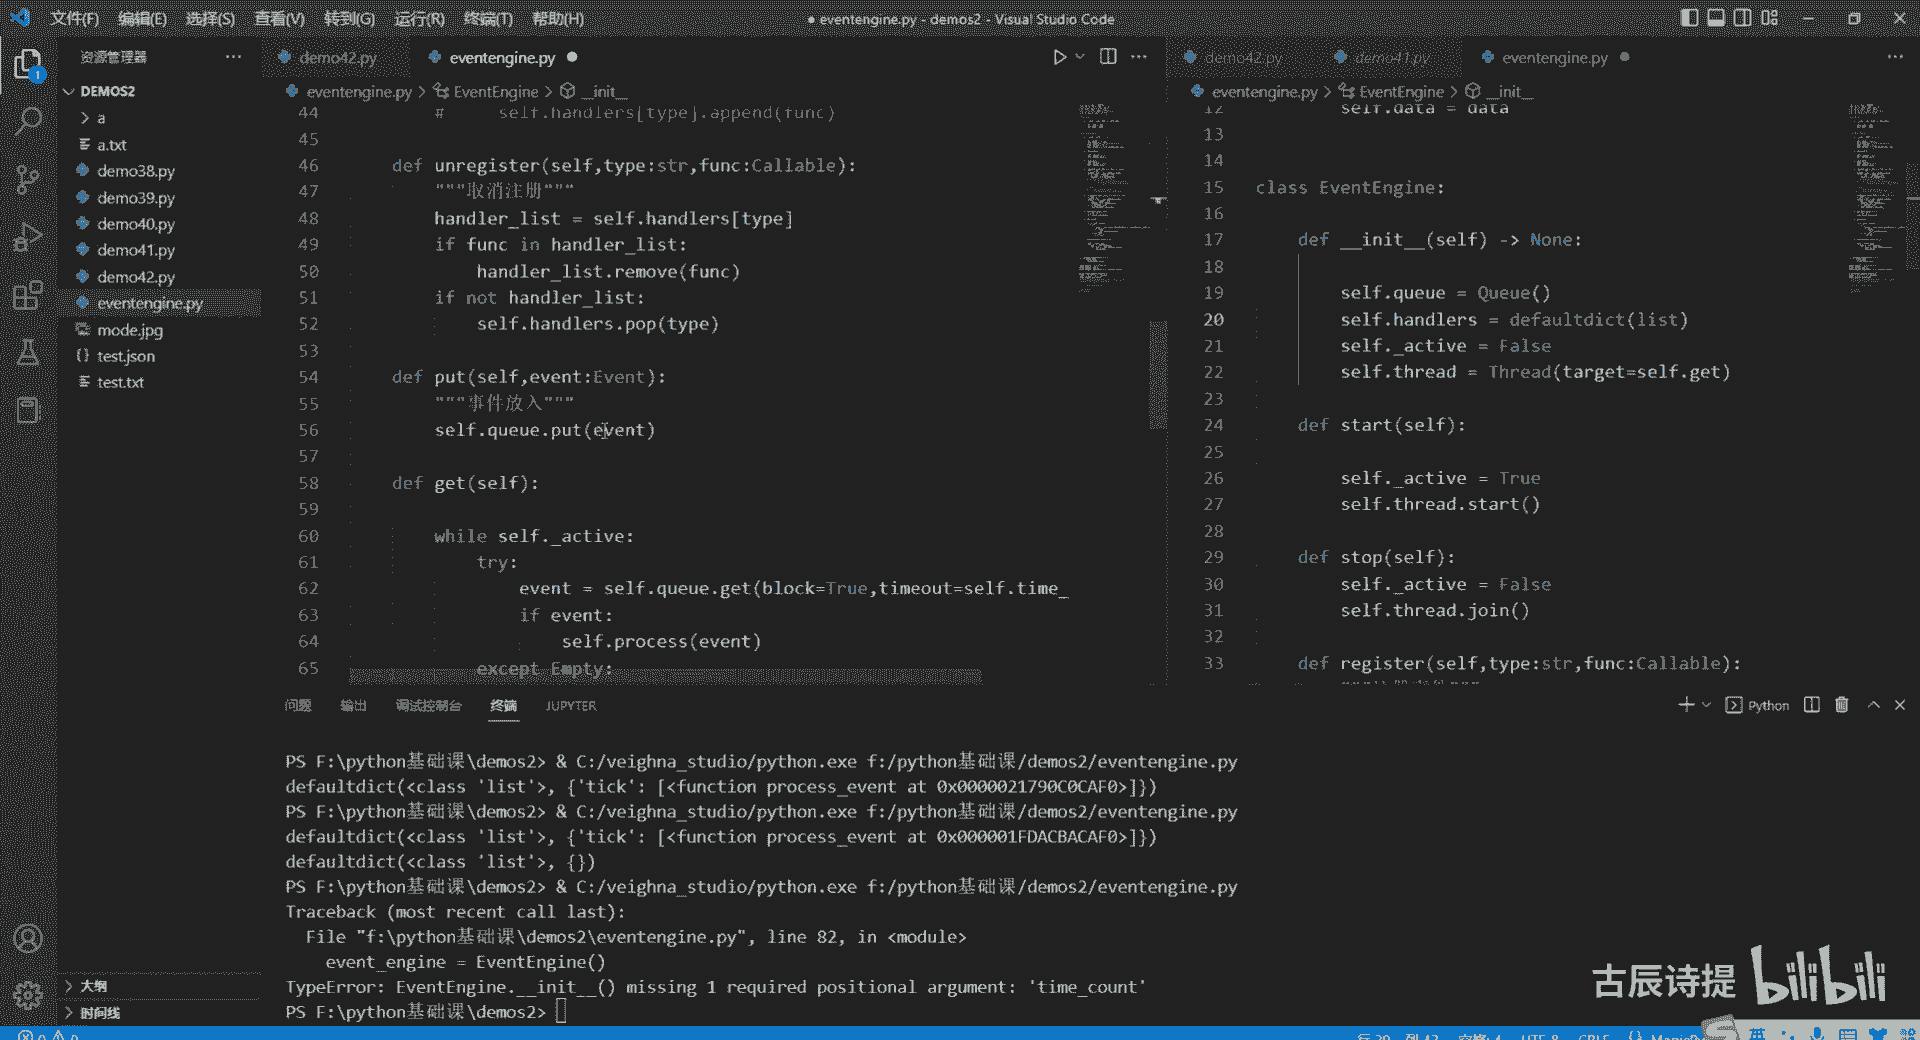 文件(F) 编辑(E) 选择(S) 查看(V) 转到(G) 运行(R) 终端(T) 帮助(H)
● eventengine.py - demos2 - Visual Studio Code
资源管理器 ···
DEMOS2
a
a.txt
demo38.py
demo39.py
demo40.py
demo41.py
demo42.py
eventengine.py
mode.jpg
{} test.json
test.txt
大纲
时间线
1
demo42.py
eventengine.py ●
eventengine.py > EventEngine > __init__
44 # self.handlers[type].append(func)
45
46 def unregister(self,type:str,func:Callable):
47 """取消注册"""
48 handler_list = self.handlers[type]
49 if func in handler_list:
50 handler_list.remove(func)
51 if not handler_list:
52 self.handlers.pop(type)
53
54 def put(self,event:Event):
55 """事件放入"""
56 self.queue.put(event)
57
58 def get(self):
59
60 while self._active:
61 try:
62 event = self.queue.get(block=True,timeout=self.time_
63 if event:
64 self.process(event)
65 except Empty:
demo42.py
demo41.py
eventengine.py ●
eventengine.py > EventEngine > __init__
12 self.data = data
13
14
15 class EventEngine:
16
17 def __init__(self) -> None:
18
19 self.queue = Queue()
20 self.handlers = defaultdict(list)
21 self._active = False
22 self.thread = Thread(target=self.get)
23
24 def start(self):
25
26 self._active = True
27 self.thread.start()
28
29 def stop(self):
30 self._active = False
31 self.thread.join()
32
33 def register(self,type:str,func:Callable):
问题 输出 调试控制台 终端 JUPYTER
Python
PS F:\python基础课\demos2> & C:/veighna_studio/python.exe f:/python基础课/demos2/eventengine.py
defaultdict(<class 'list'>, {'tick': [<function process_event at 0x0000021790C0CAF0>]})
PS F:\python基础课\demos2> & C:/veighna_studio/python.exe f:/python基础课/demos2/eventengine.py
defaultdict(<class 'list'>, {'tick': [<function process_event at 0x000001FDACBACAF0>]})
defaultdict(<class 'list'>, {})
PS F:\python基础课\demos2> & C:/veighna_studio/python.exe f:/python基础课/demos2/eventengine.py
Traceback (most recent call last):
File "f:\python基础课\demos2\eventengine.py", line 82, in <module>
event_engine = EventEngine()
TypeError: EventEngine.__init__() missing 1 required positional argument: 'time_count'
PS F:\python基础课\demos2>
古辰诗提 bilibili